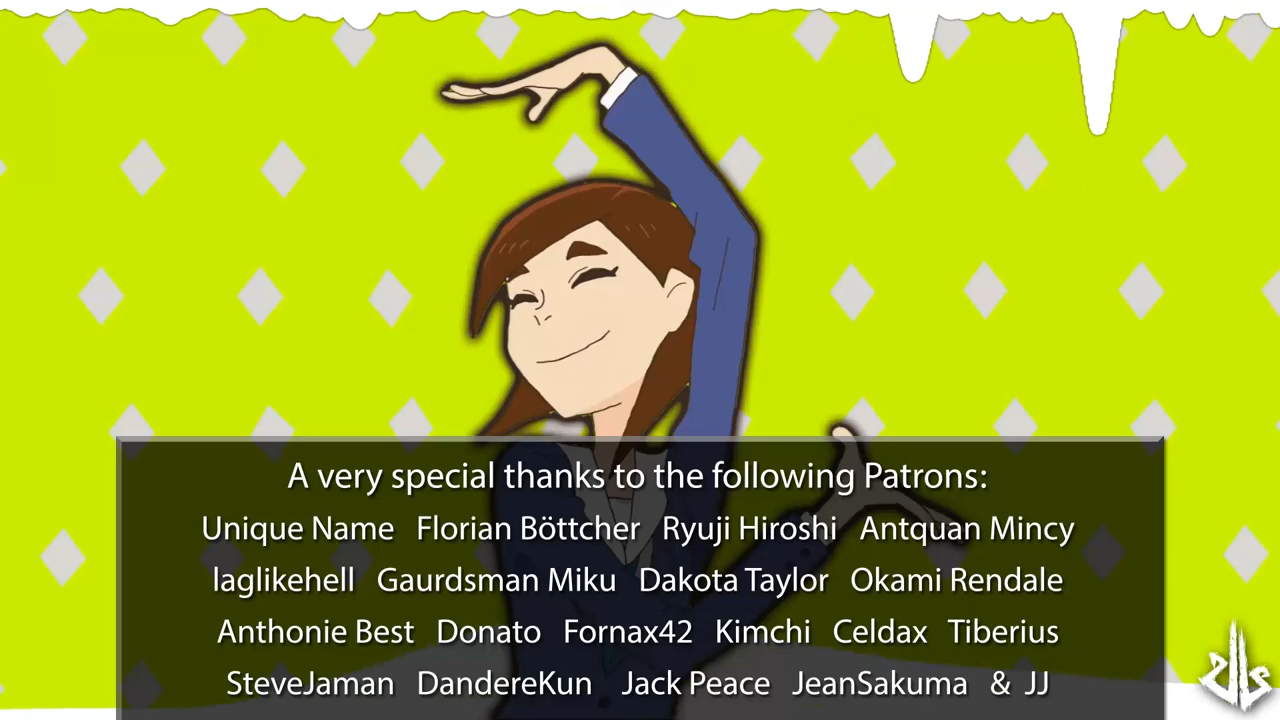 A very special thanks to the following Patrons:
Unique Name Florian Böttcher Ryuji Hiroshi Antquan Mincy
laglikehell Gaurdsman Miku Dakota Taylor Okami Rendale
Anthonie Best Donato Fornax42 Kimchi Celdax Tiberius
SteveJaman DandereKun Jack Peace JeanSakuma & JJ